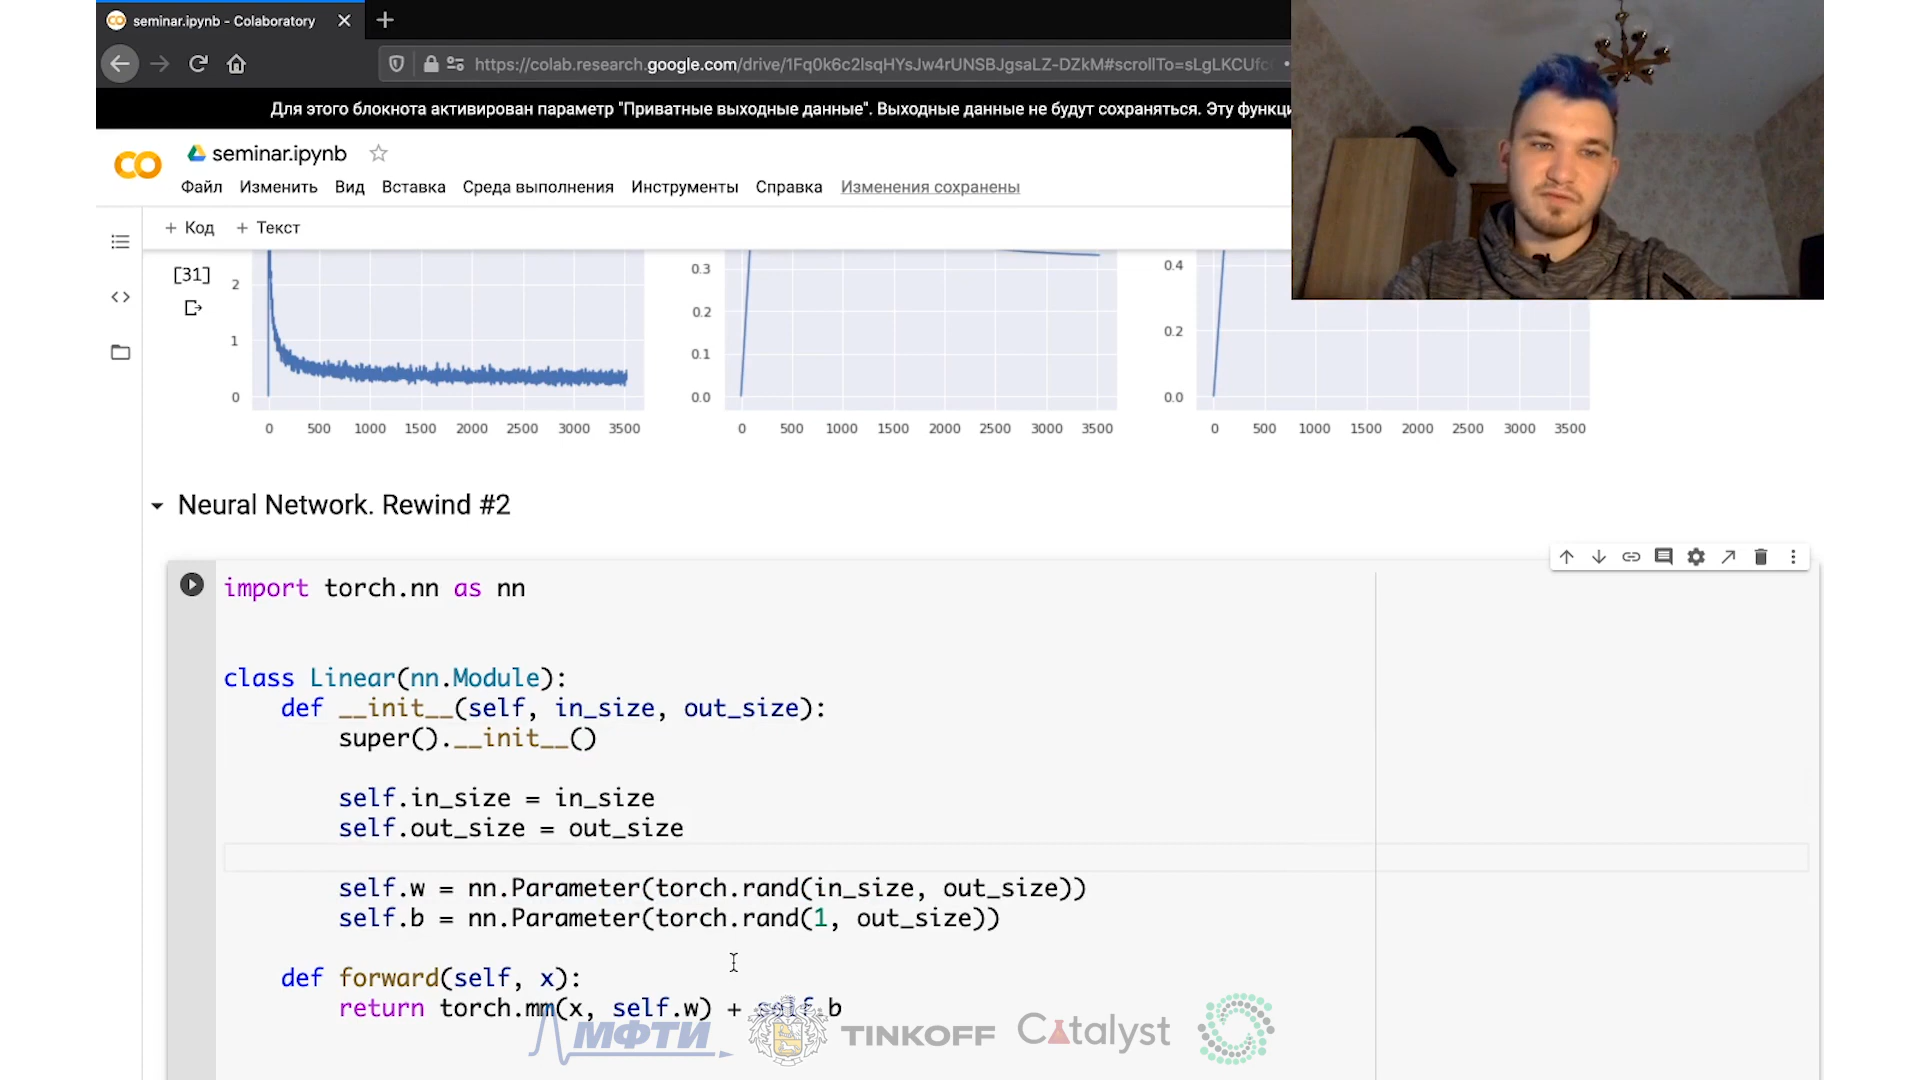 seminar.ipynb - Colaboratory
https://colab.research.google.com/drive/1Fq0k6c2lsqHYsJw4rUNSBJgsaLZ-DZkM#scrollTo=sLgLKCUfc
Для этого блокнота активирован параметр "Приватные выходные данные". Выходные данные не будут сохраняться. Эту функци
CO
seminar.ipynb
Файл Изменить Вид Вставка Среда выполнения Инструменты Справка Изменения сохранены
+ Код + Текст
[31]
2
1
0
0 500 1000 1500 2000 2500 3000 3500
0.3
0.2
0.1
0.0
0 500 1000 1500 2000 2500 3000 3500
0.4
0.2
0.0
0 500 1000 1500 2000 2500 3000 3500
Neural Network. Rewind #2
import torch.nn as nn
class Linear(nn.Module):
def __init__(self, in_size, out_size):
super().__init__()
self.in_size = in_size
self.out_size = out_size
self.w = nn.Parameter(torch.rand(in_size, out_size))
self.b = nn.Parameter(torch.rand(1, out_size))
def forward(self, x):
return torch.mm(x, self.w) + self.b
МФТИ TINKOFF Catalyst